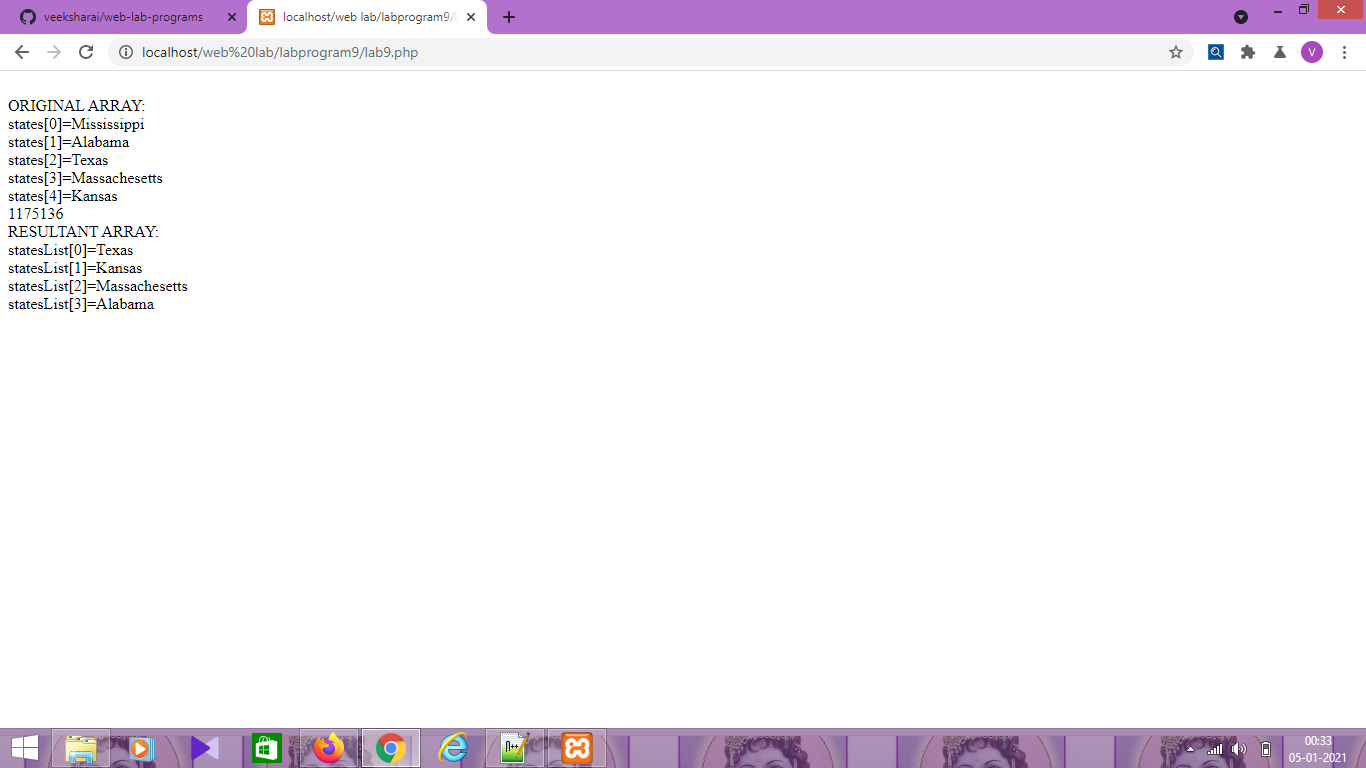 veeksharai/web-lab-programs
localhost/web lab/labprogram9/
localhost/web%20lab/labprogram9/lab9.php
V
ORIGINAL ARRAY:
states[0]=Mississippi
states[1]=Alabama
states[2]=Texas
states[3]=Massachesetts
states[4]=Kansas
1175136
RESULTANT ARRAY:
statesList[0]=Texas
statesList[1]=Kansas
statesList[2]=Massachesetts
statesList[3]=Alabama
00:33
05-01-2021